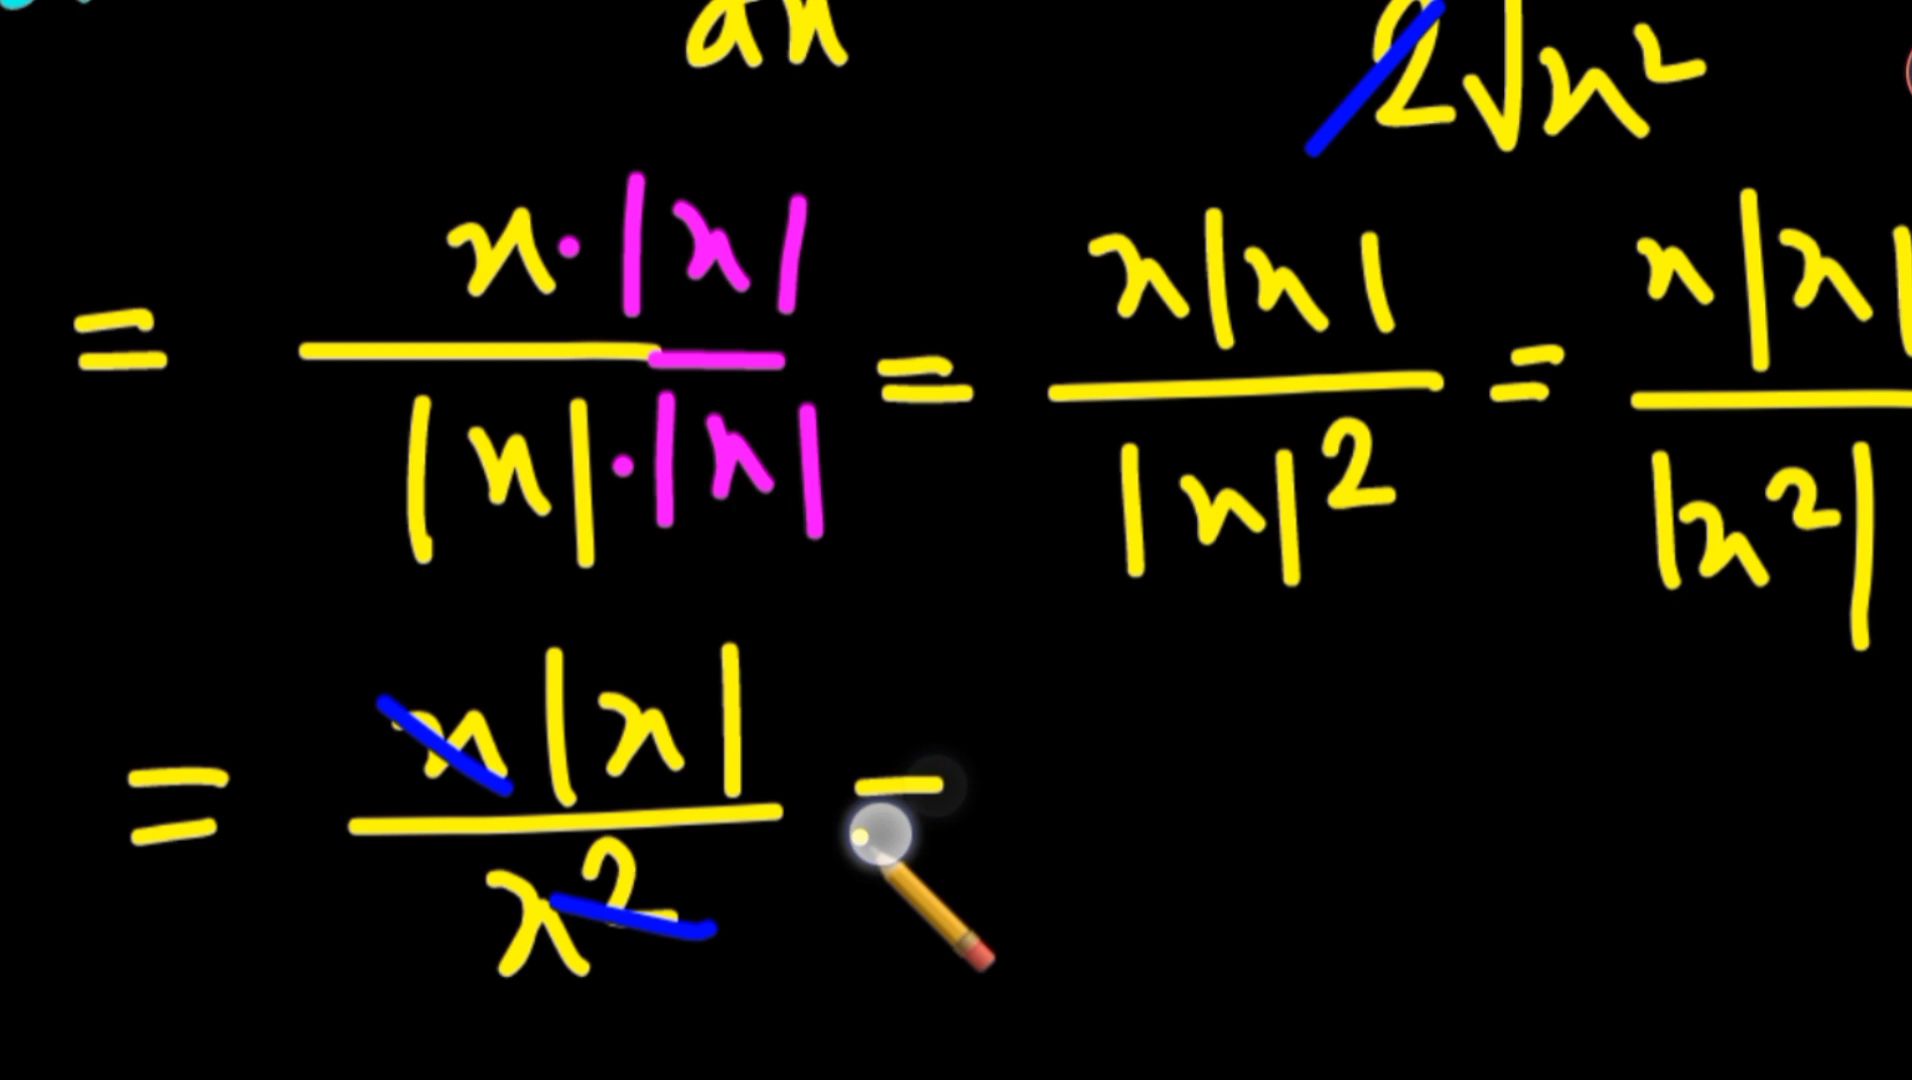 dx 2√x²
= x·|x| / |x|·|x| = x|x| / |x|² = x|x| / |x²|
= x|x| / x² =